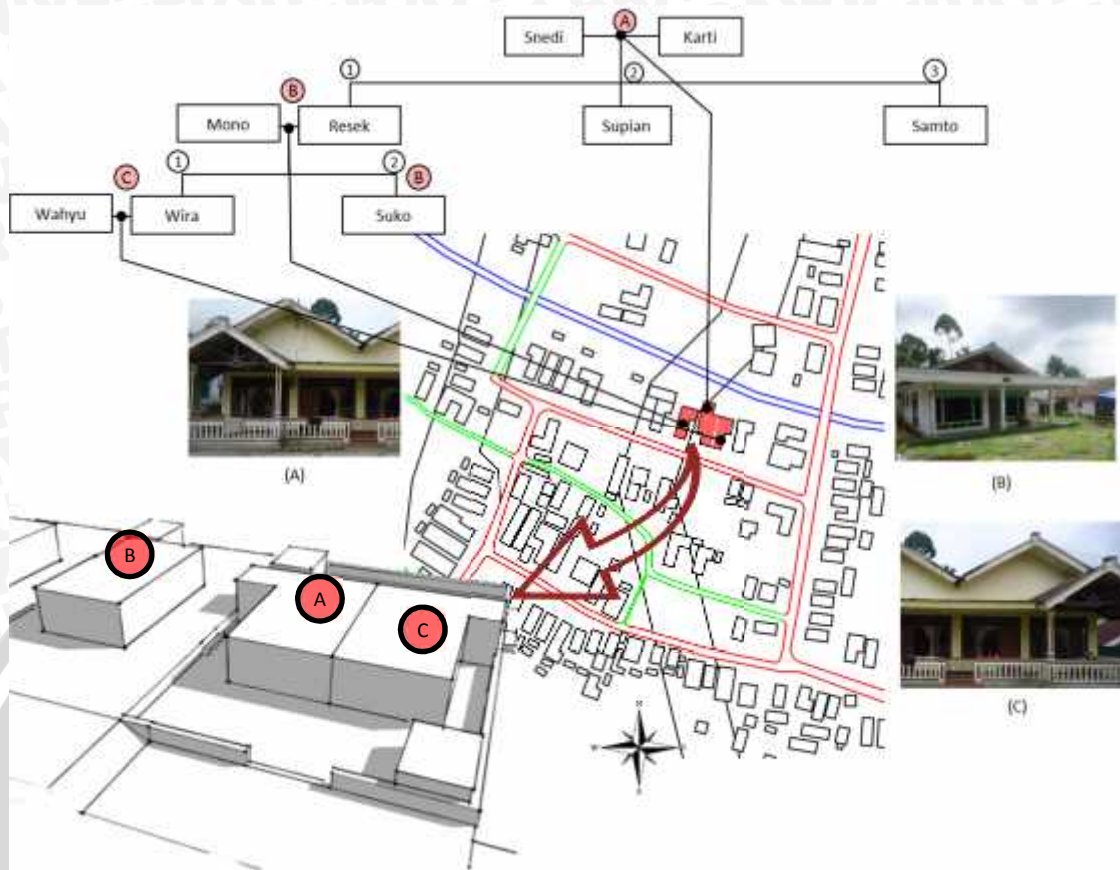 A
Snedi
Karti
1
2
3
B
Mono
Resek
Supian
Samto
1
2
C
B
Wahyu
Wira
Suko
(A)
(B)
B
A
C
(C)